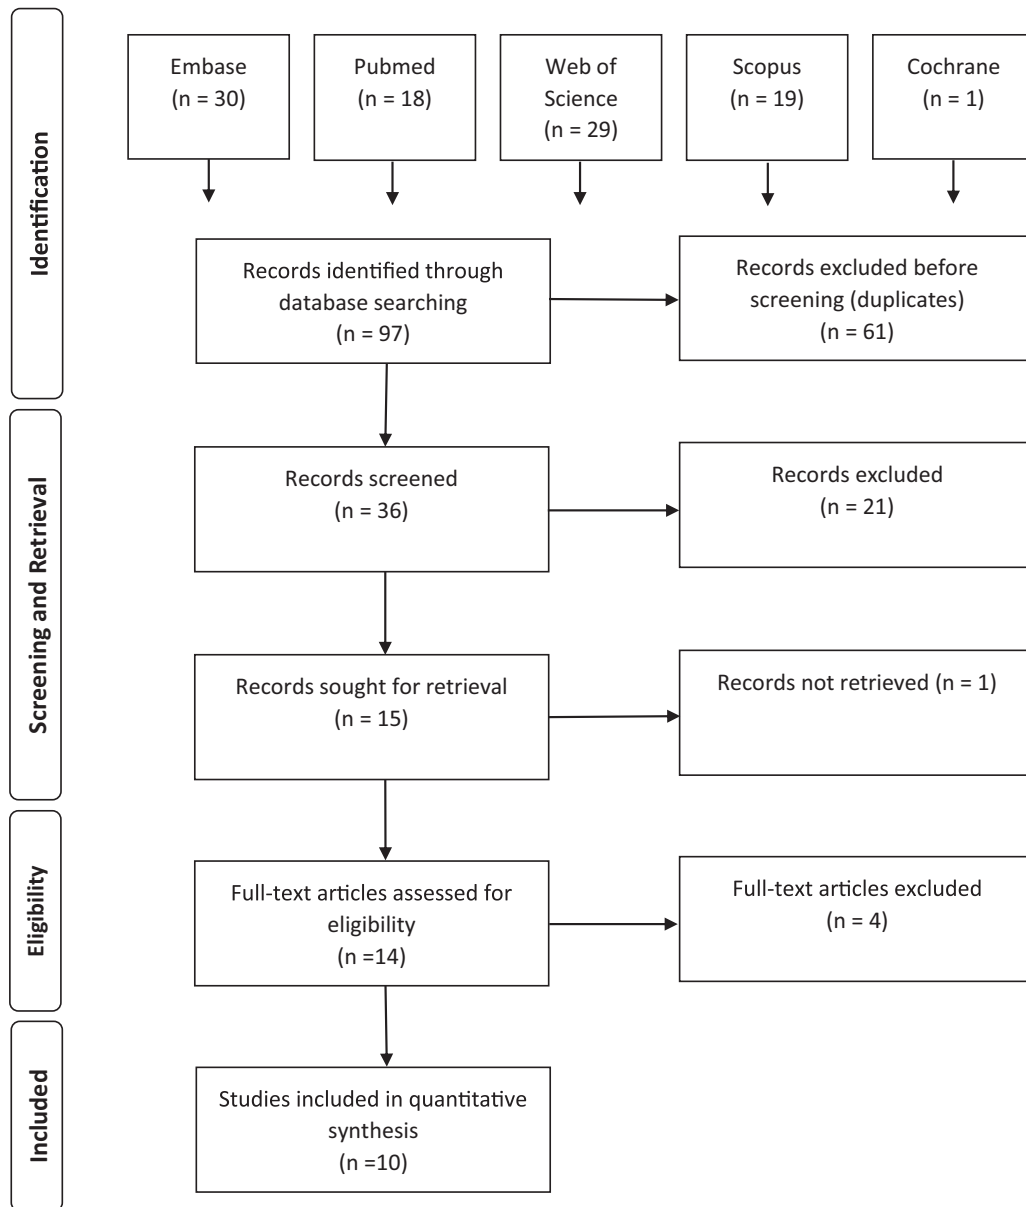 Identification
Embase
(n = 30)
Pubmed
(n = 18)
Web of
Science
(n = 29)
Scopus
(n = 19)
Cochrane
(n = 1)
Records identified through
database searching
(n = 97)
Records excluded before
screening (duplicates)
n = 61)
Screening and Retrieval
Records screened
(n = 36)
Records excluded
(n = 21)
Records sought for retrieval
(n = 15)
Records not retrieved (n = 1)
Eligibility
Full-text articles assessed for
eligibility
(n =14)
Full-text articles excluded
(n = 4)
Included
Studies included in quantitative
synthesis
(n =10)